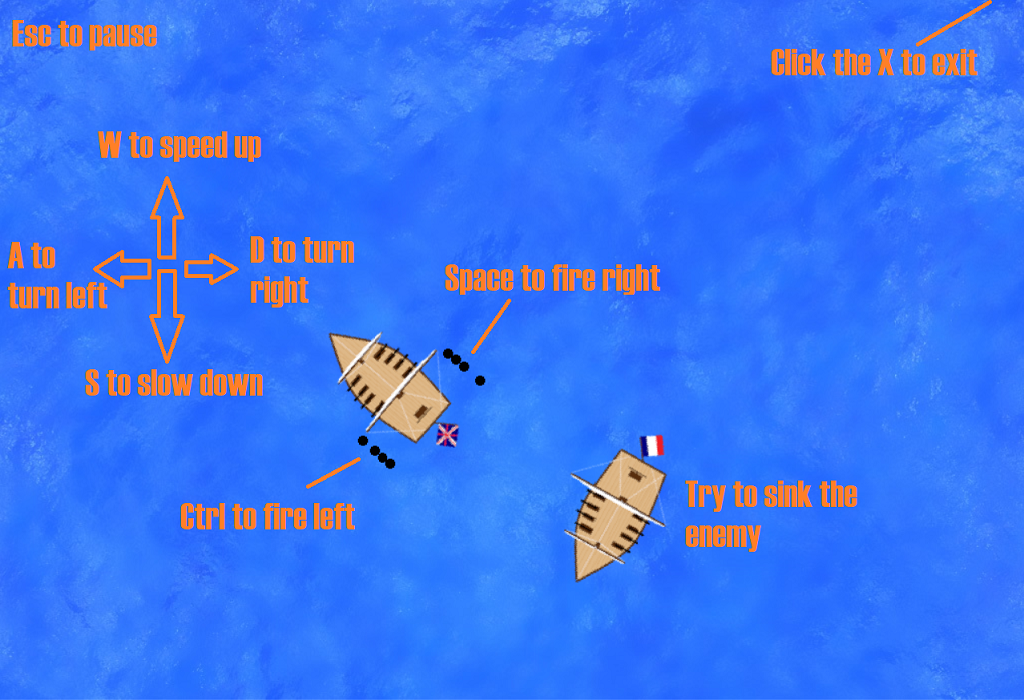 Esc to pause
Click the X to exit
W to speed up
A to
turn left
D to turn
right
Space to fire right
S to slow down
Ctrl to fire left
Try to sink the
enemy